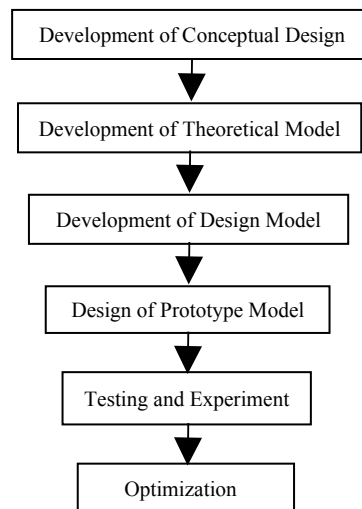 Development of Conceptual Design
Development of Theoretical Model
Development of Design Model
Design of Prototype Model
Testing and Experiment
Optimization